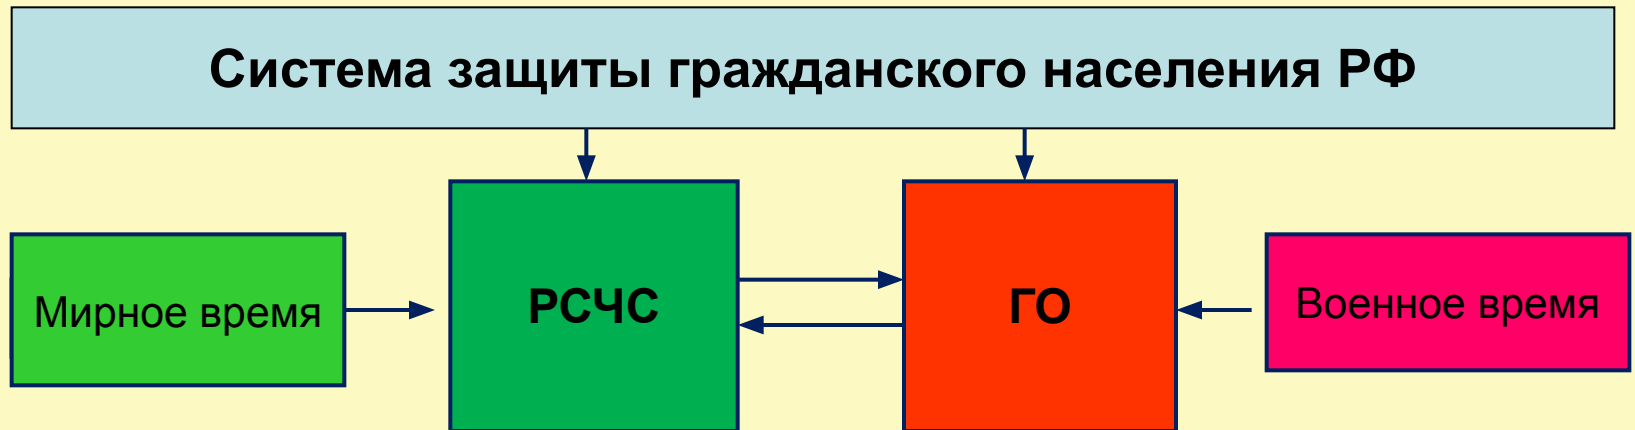 Система защиты гражданского населения РФ
Мирное время
РСЧС
ГО
Военное время